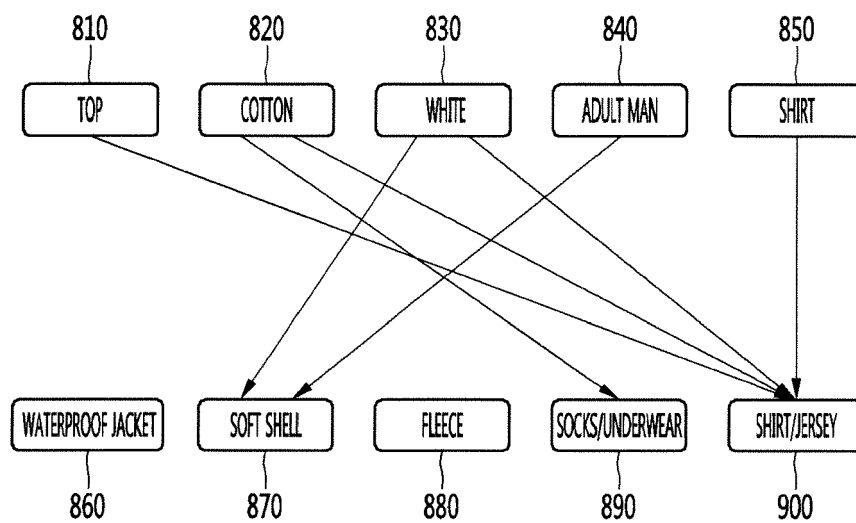 810 820 830 840 850
TOP COTTON WHITE ADULT MAN SHIRT
WATERPROOF JACKET SOFT SHELL FLEECE SOCKS/UNDERWEAR SHIRT/JERSEY
860 870 880 890 900